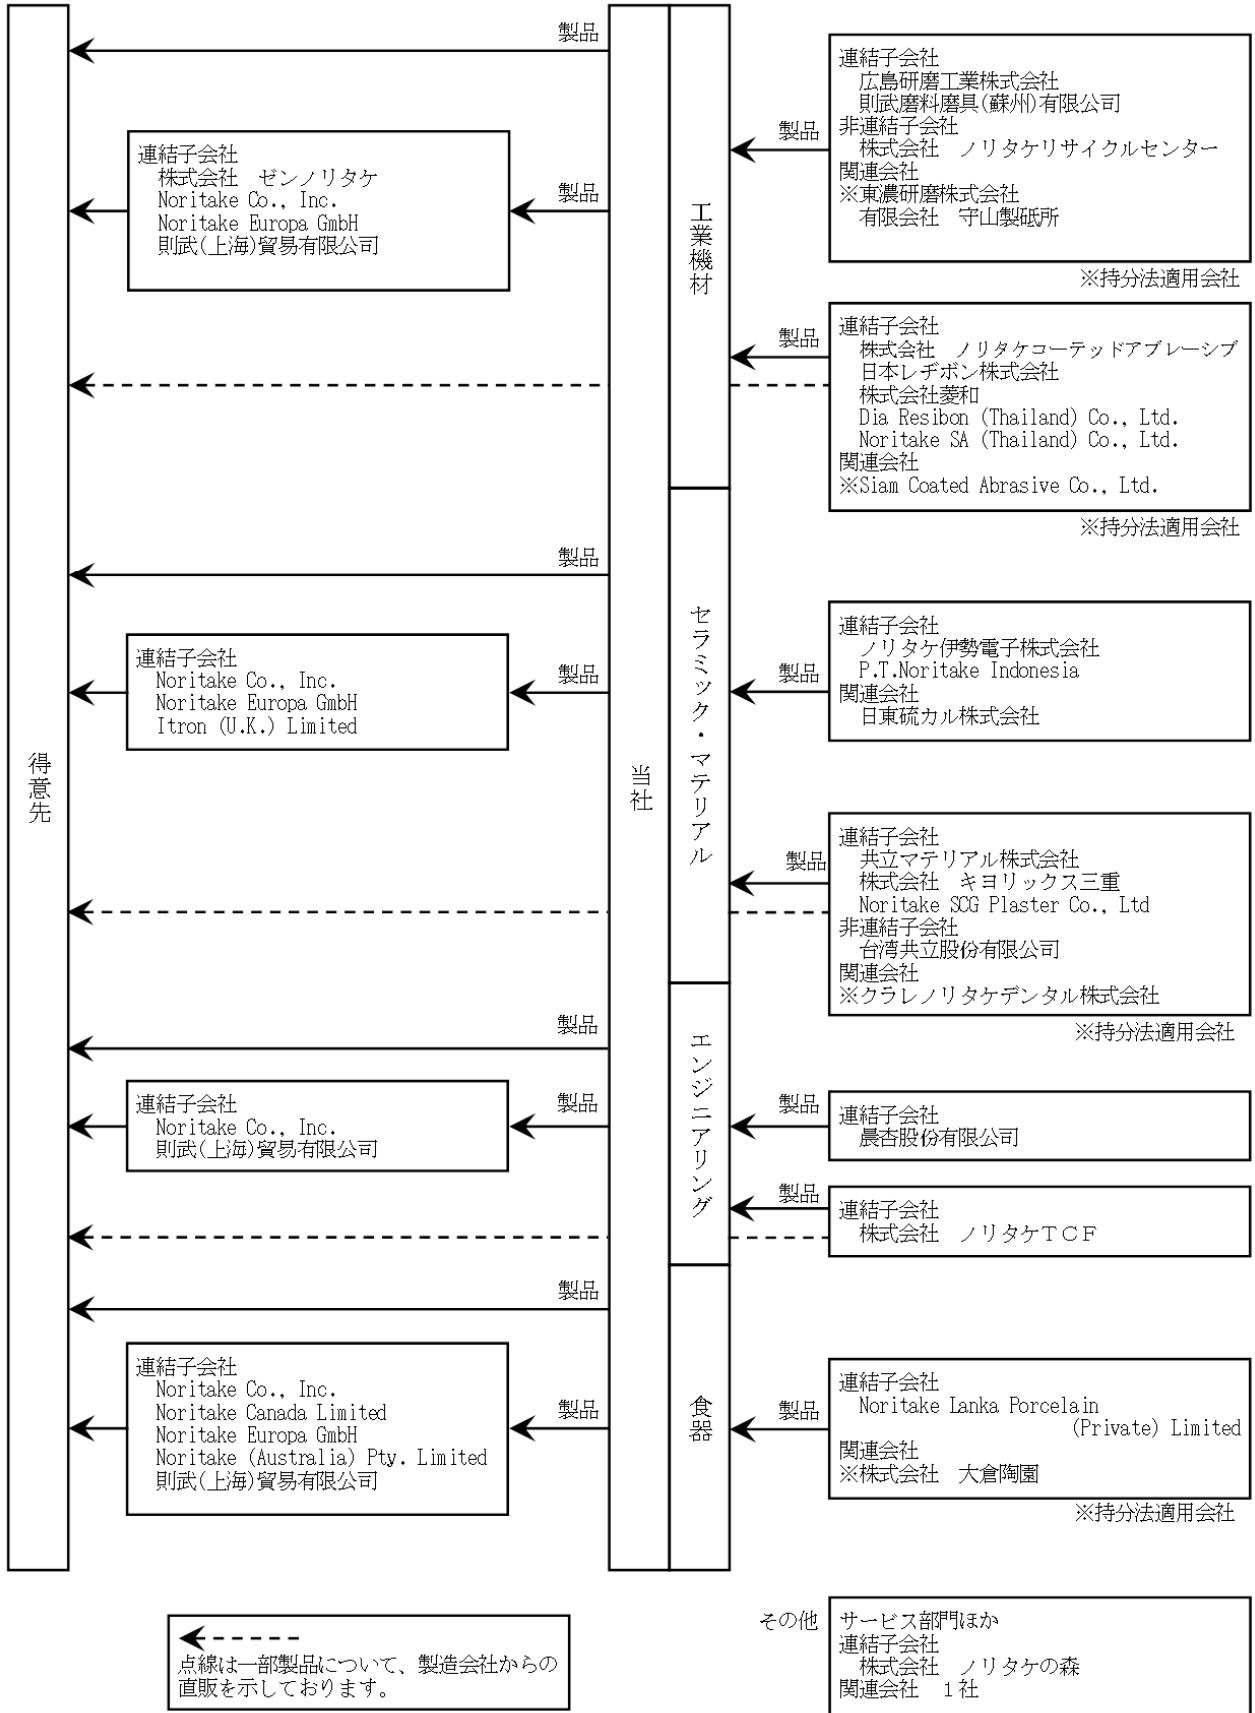 得意先
当社
工業機材
セラミック・マテリアル
エンジニアリング
食器
製品
連結子会社
広島研磨工業株式会社
則武磨料磨具(蘇州)有限公司
非連結子会社
株式会社　ノリタケリサイクルセンター
関連会社
※東濃研磨株式会社
有限会社　守山製砥所
※持分法適用会社
製品
連結子会社
株式会社　ゼンノリタケ
Noritake Co., Inc.
Noritake Europa GmbH
則武(上海)貿易有限公司
製品
製品
連結子会社
株式会社　ノリタケコーテッドアブレーシブ
日本レヂボン株式会社
株式会社菱和
Dia Resibon (Thailand) Co., Ltd.
Noritake SA (Thailand) Co., Ltd.
関連会社
※Siam Coated Abrasive Co., Ltd.
※持分法適用会社
製品
連結子会社
Noritake Co., Inc.
Noritake Europa GmbH
Itron (U.K.) Limited
製品
製品
連結子会社
ノリタケ伊勢電子株式会社
P.T.Noritake Indonesia
関連会社
日東硫カル株式会社
製品
連結子会社
共立マテリアル株式会社
株式会社　キヨリックス三重
Noritake SCG Plaster Co., Ltd
非連結子会社
台湾共立股份有限公司
関連会社
※クラレノリタケデンタル株式会社
※持分法適用会社
製品
連結子会社
Noritake Co., Inc.
則武(上海)貿易有限公司
製品
製品
連結子会社
晨杏股份有限公司
製品
連結子会社
株式会社　ノリタケＴＣＦ
製品
連結子会社
Noritake Co., Inc.
Noritake Canada Limited
Noritake Europa GmbH
Noritake (Australia) Pty. Limited
則武(上海)貿易有限公司
製品
製品
連結子会社
Noritake Lanka Porcelain
(Private) Limited
関連会社
※株式会社　大倉陶園
※持分法適用会社
点線は一部製品について、製造会社からの
直販を示しております。
その他
サービス部門ほか
連結子会社
株式会社　ノリタケの森
関連会社　１社